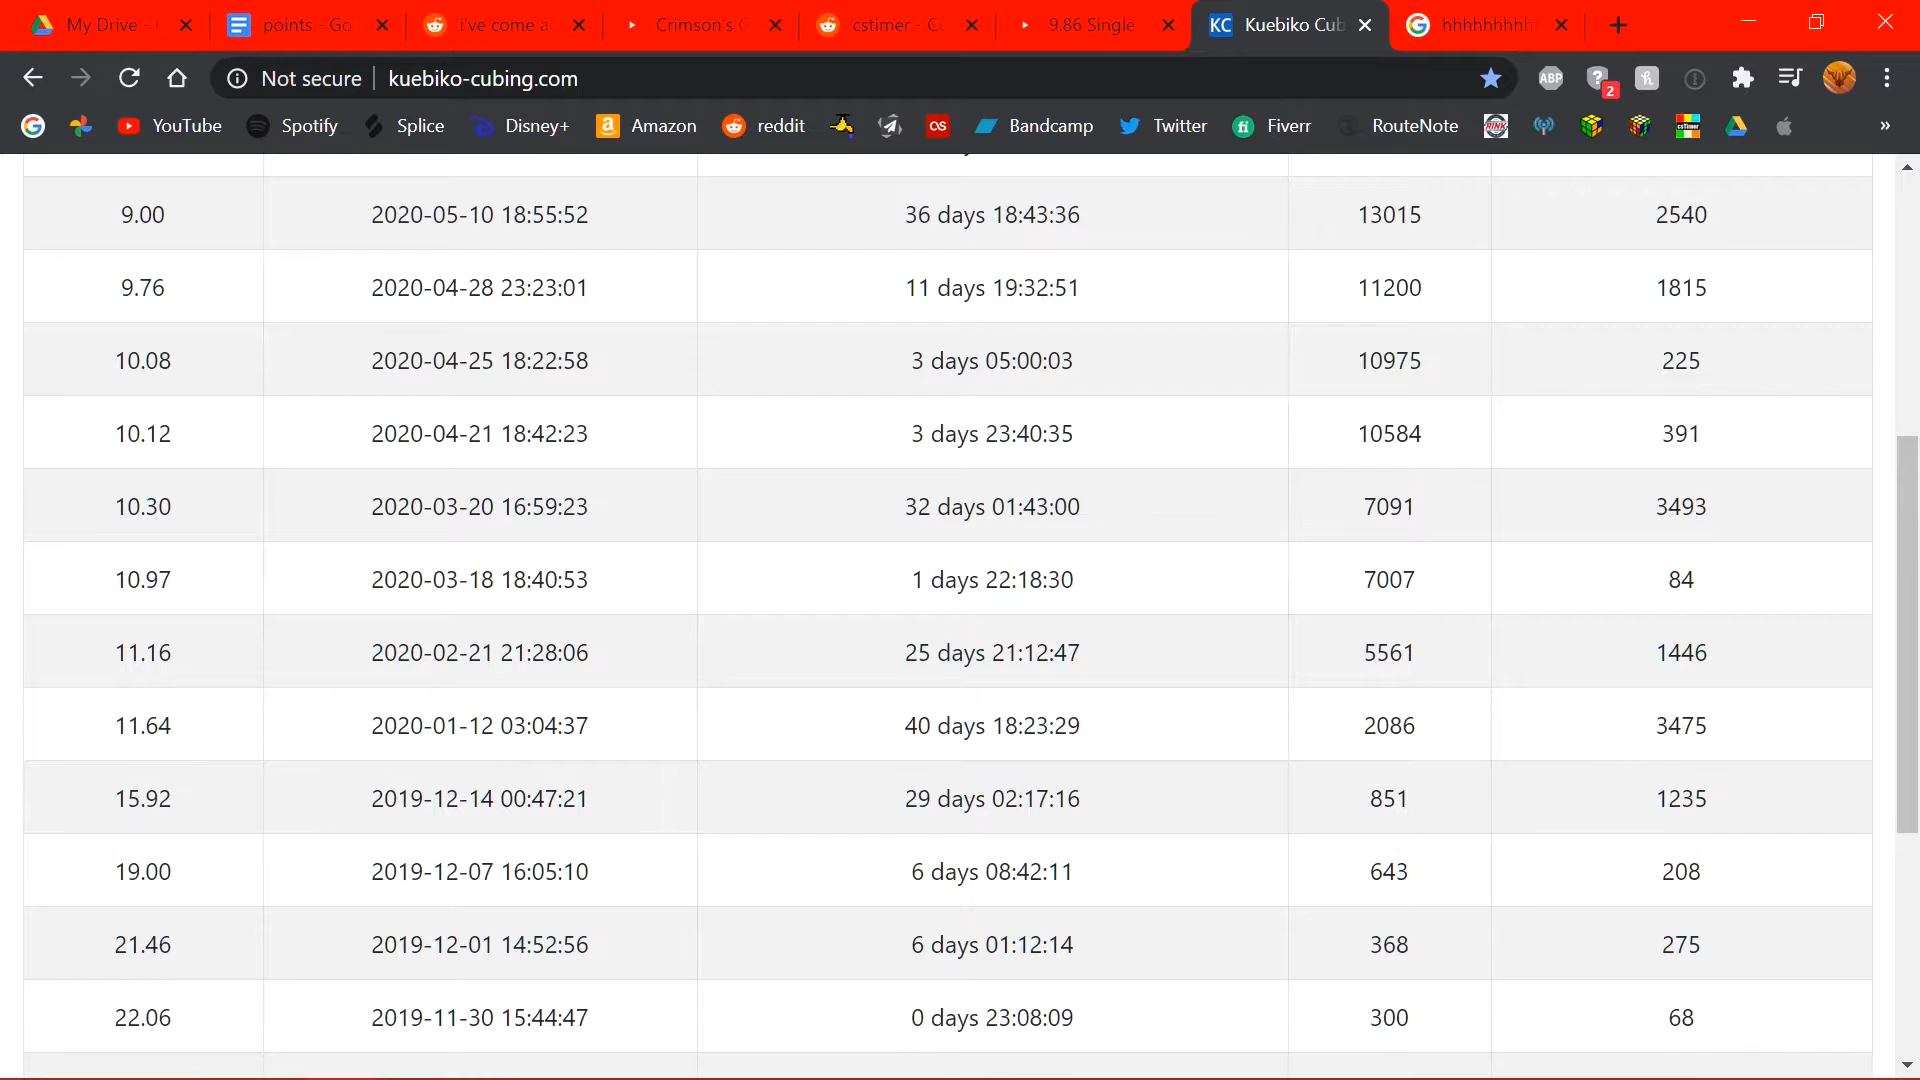 My Drive -
points - Go
i've come a
Crimson's C
cstimer - Cu
9.86 Single
KC Kuebiko Cub
hhhhhhhhh
Not secure kuebiko-cubing.com
ABP ? 2 h
YouTube Spotify Splice Disney+ Amazon reddit Bandcamp Twitter Fiverr RouteNote »
9.00 2020-05-10 18:55:52 36 days 18:43:36 13015 2540
9.76 2020-04-28 23:23:01 11 days 19:32:51 11200 1815
10.08 2020-04-25 18:22:58 3 days 05:00:03 10975 225
10.12 2020-04-21 18:42:23 3 days 23:40:35 10584 391
10.30 2020-03-20 16:59:23 32 days 01:43:00 7091 3493
10.97 2020-03-18 18:40:53 1 days 22:18:30 7007 84
11.16 2020-02-21 21:28:06 25 days 21:12:47 5561 1446
11.64 2020-01-12 03:04:37 40 days 18:23:29 2086 3475
15.92 2019-12-14 00:47:21 29 days 02:17:16 851 1235
19.00 2019-12-07 16:05:10 6 days 08:42:11 643 208
21.46 2019-12-01 14:52:56 6 days 01:12:14 368 275
22.06 2019-11-30 15:44:47 0 days 23:08:09 300 68